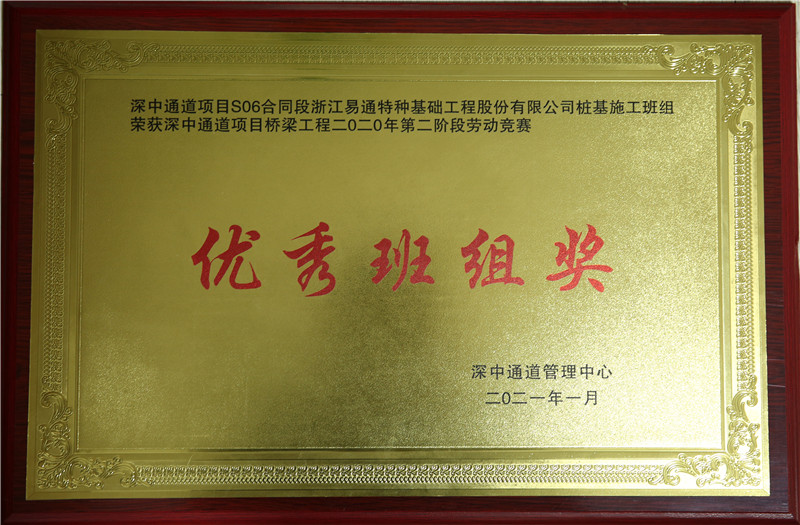 深中通道项目S06合同段浙江易通特种基础工程股份有限公司桩基施工班组
荣获深中通道项目桥梁工程二〇二〇年第二阶段劳动竞赛
优秀班组奖
深中通道管理中心
二〇二一年一月